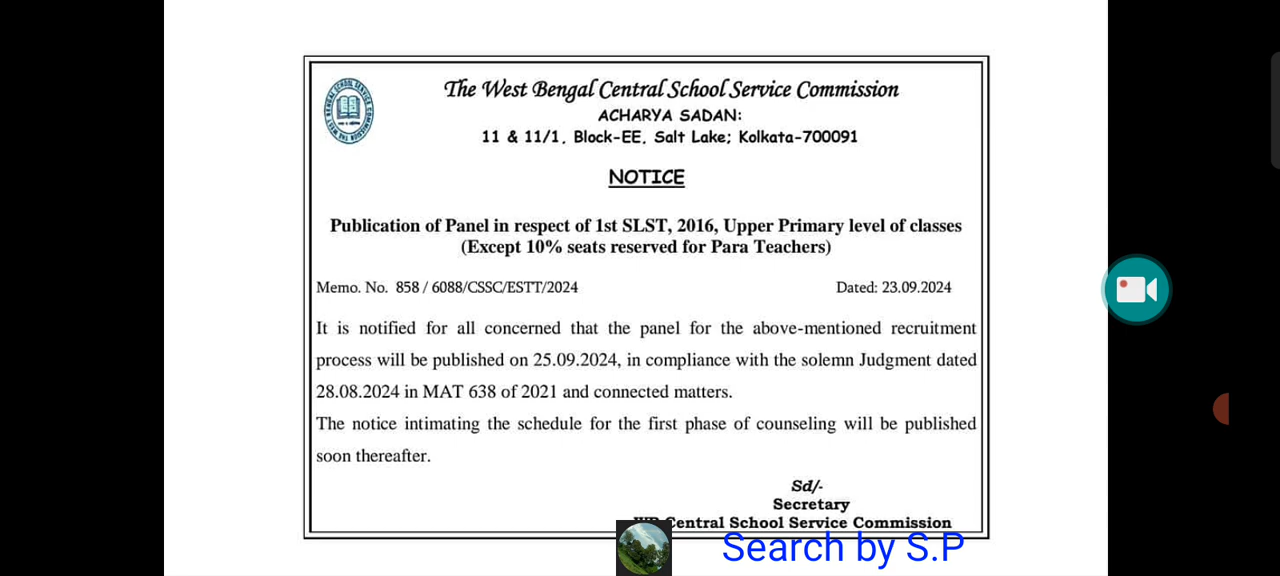 The West Bengal Central School Service Commission
ACHARYA SADAN:
11 & 11/1, Block-EE, Salt Lake; Kolkata-700091
NOTICE
Publication of Panel in respect of 1st SLST, 2016, Upper Primary level of classes
(Except 10% seats reserved for Para Teachers)
Memo. No. 858 / 6088/CSSC/ESTT/2024 Dated: 23.09.2024
It is notified for all concerned that the panel for the above-mentioned recruitment
process will be published on 25.09.2024, in compliance with the solemn Judgment dated
28.08.2024 in MAT 638 of 2021 and connected matters.
The notice intimating the schedule for the first phase of counseling will be published
soon thereafter.
Sd/-
Secretary
WB Central School Service Commission
Search by S.P